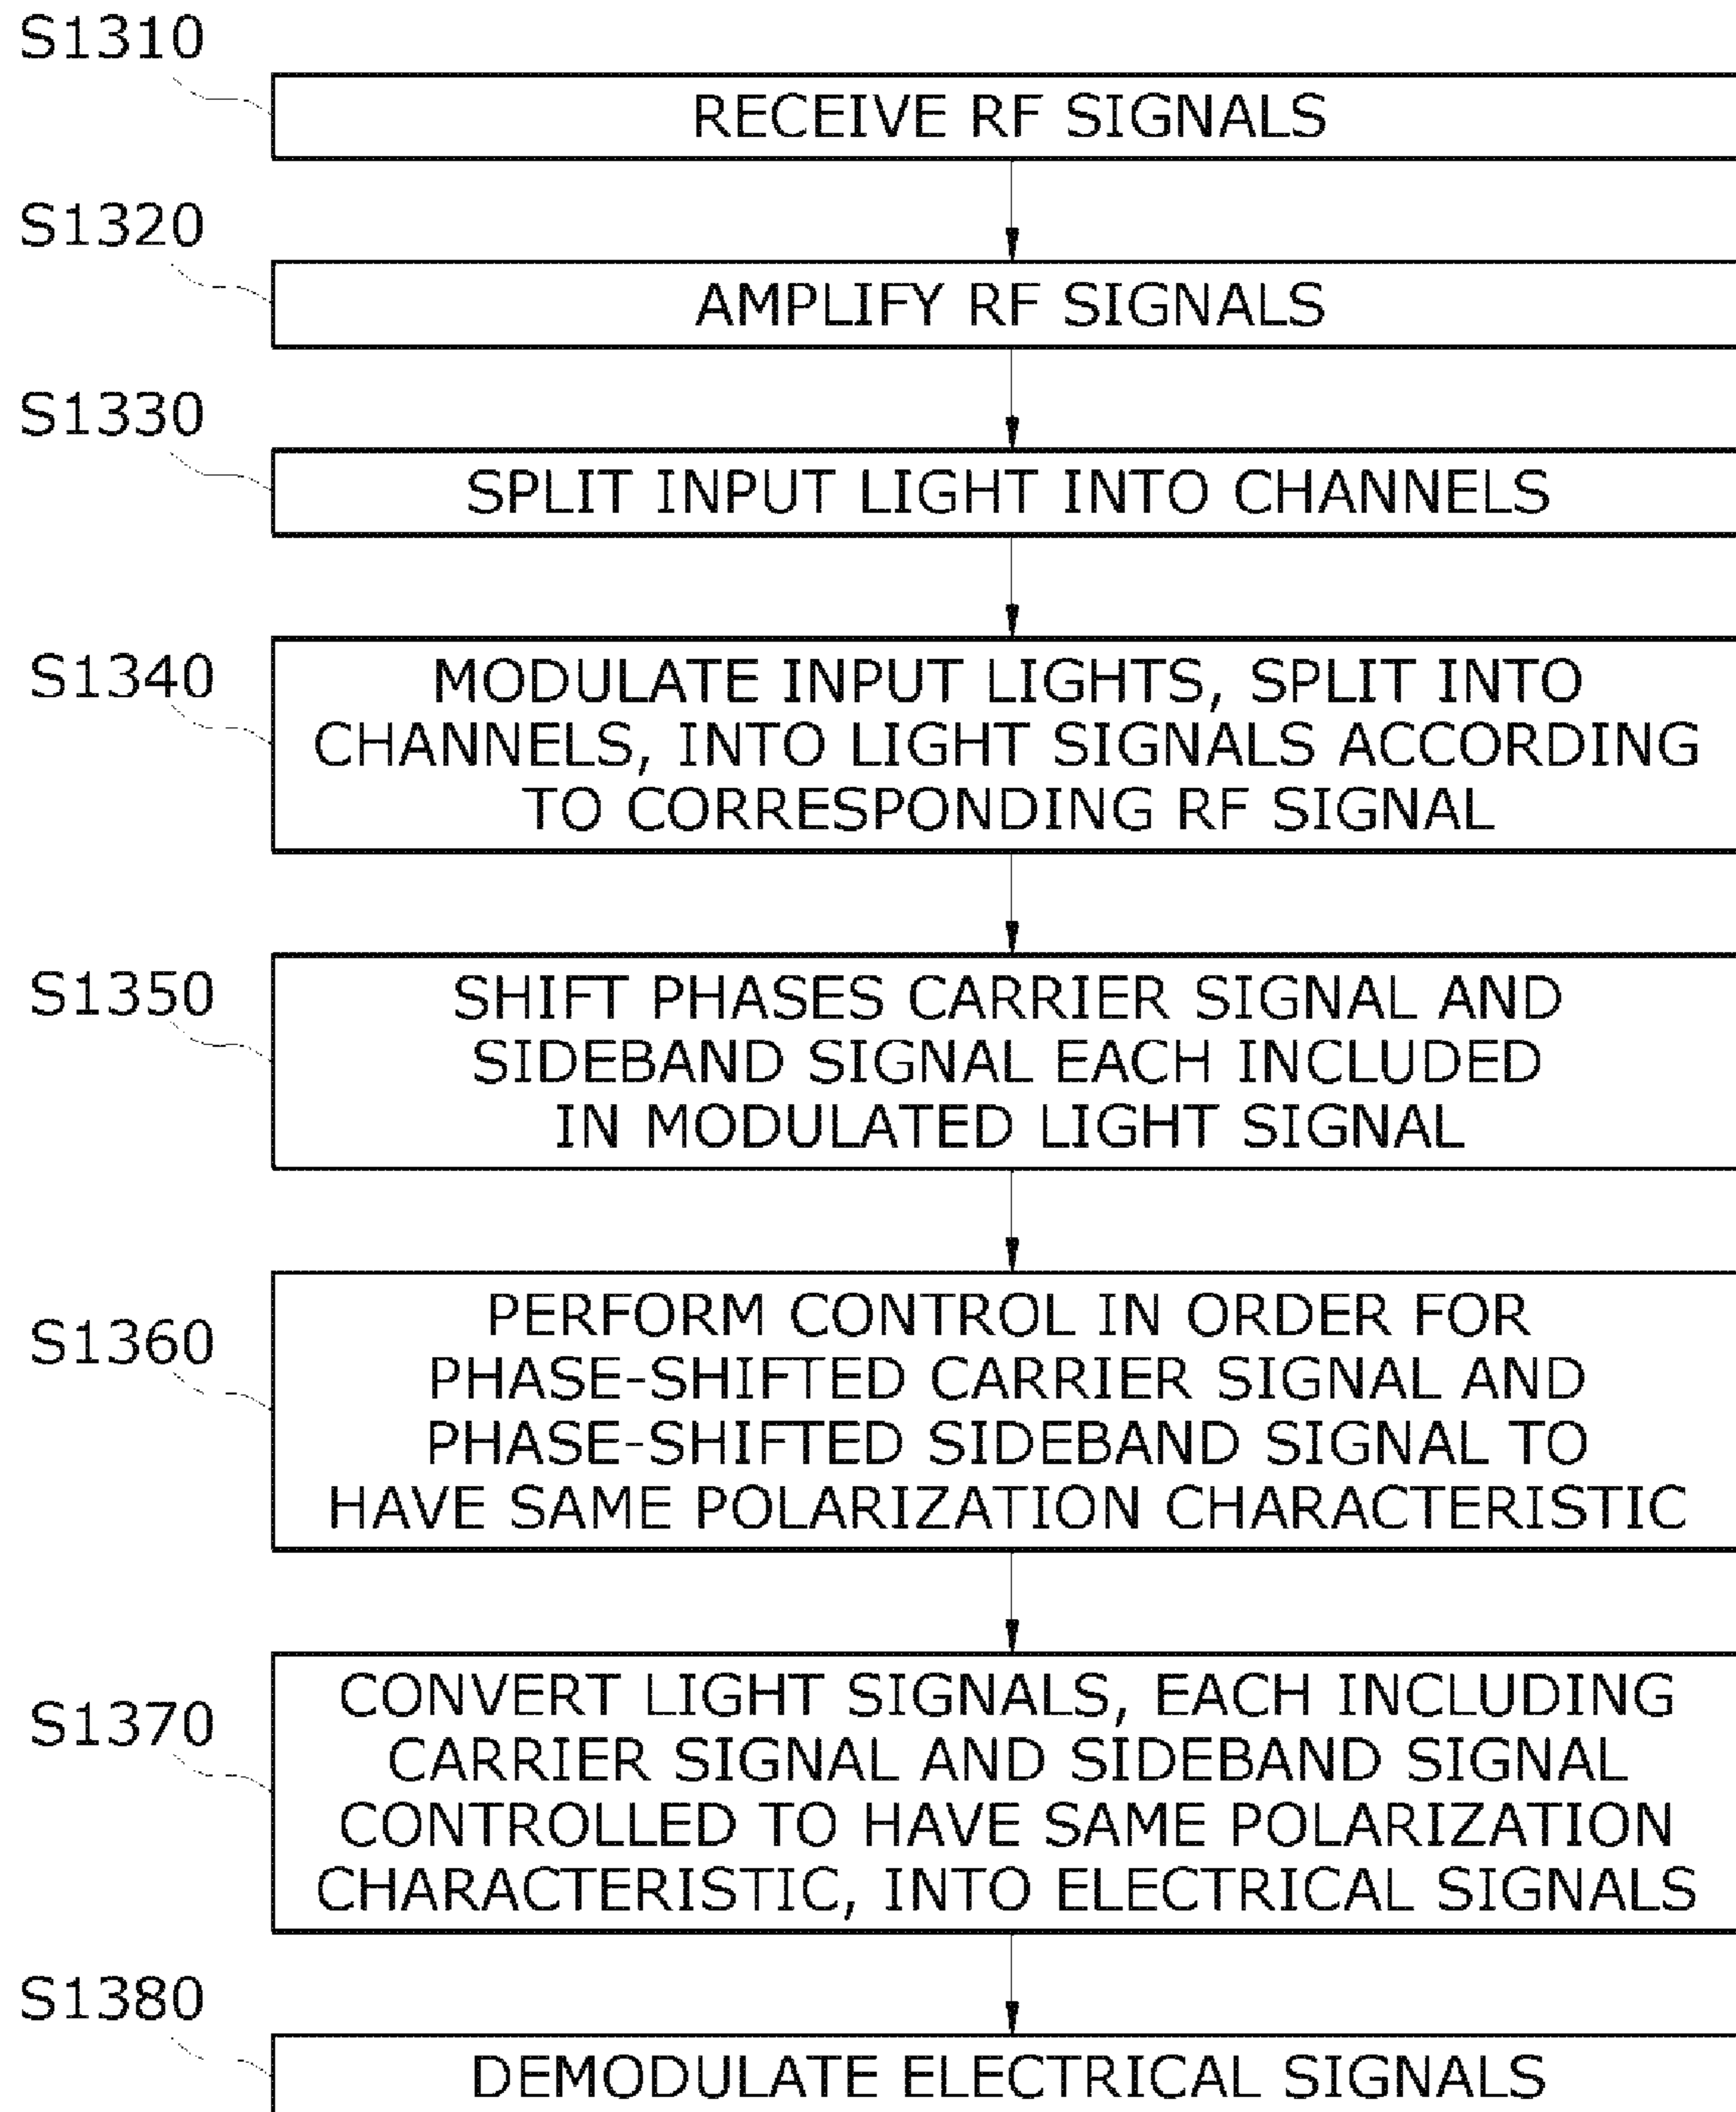 S1310
RECEIVE RF SIGNALS
S1320
AMPLIFY RF SIGNALS
S1330
SPLIT INPUT LIGHT INTO CHANNELS
S1340
MODULATE INPUT LIGHTS, SPLIT INTO
CHANNELS, INTO LIGHT SIGNALS ACCORDING
TO CORRESPONDING RF SIGNAL
S1350
SHIFT PHASES CARRIER SIGNAL AND
SIDEBAND SIGNAL EACH INCLUDED
IN MODULATED LIGHT SIGNAL
S1360
PERFORM CONTROL IN ORDER FOR
PHASE-SHIFTED CARRIER SIGNAL AND
PHASE-SHIFTED SIDEBAND SIGNAL TO
HAVE SAME POLARIZATION CHARACTERISTIC
S1370
CONVERT LIGHT SIGNALS, EACH INCLUDING
CARRIER SIGNAL AND SIDEBAND SIGNAL
CONTROLLED TO HAVE SAME POLARIZATION
CHARACTERISTIC, INTO ELECTRICAL SIGNALS
S1380
DEMODULATE ELECTRICAL SIGNALS